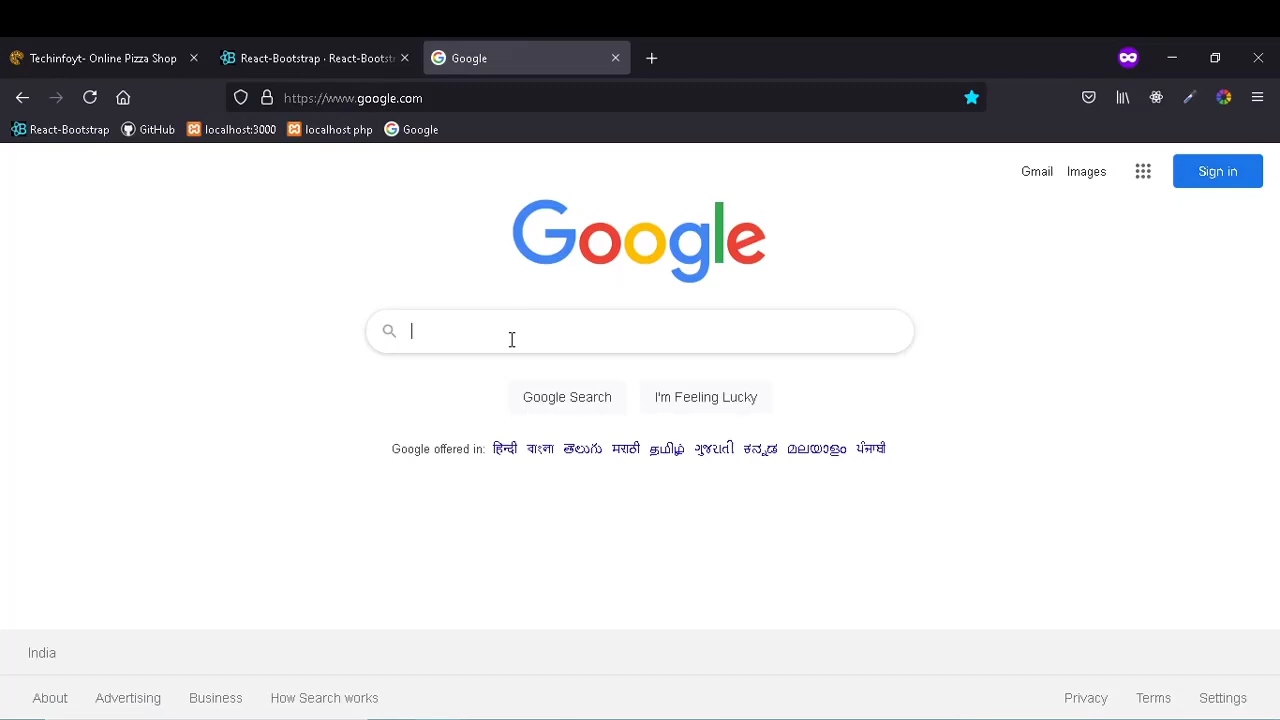 Techinfoyt- Online Pizza Shop
React-Bootstrap · React-Bootst
Google
https://www.google.com
React-Bootstrap GitHub localhost:3000 localhost php Google
Gmail Images Sign in
Google
Google Search I'm Feeling Lucky
Google offered in: हिन्दी বাংলা తెలుగు मराठी தமிழ் ગુજરાતી ಕನ್ನಡ മലയാളം ਪੰਜਾਬੀ
India
About Advertising Business How Search works Privacy Terms Settings